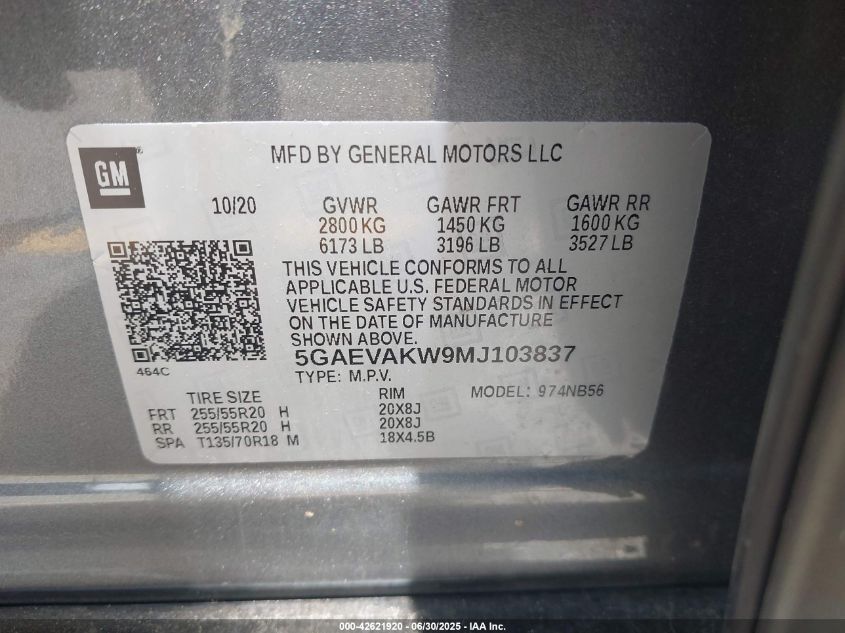 GM
MFD BY GENERAL MOTORS LLC
10/20 GVWR GAWR FRT GAWR RR
2800 KG 1450 KG 1600 KG
6173 LB 3196 LB 3527 LB
THIS VEHICLE CONFORMS TO ALL
APPLICABLE U.S. FEDERAL MOTOR
VEHICLE SAFETY STANDARDS IN EFFECT
ON THE DATE OF MANUFACTURE
SHOWN ABOVE.
5GAEVAKW9MJ103837
464C
TYPE: M.P.V.
TIRE SIZE RIM MODEL: 974NB56
FRT 255/55R20 H 20X8J
RR 255/55R20 H 20X8J
SPA T135/70R18 M 18X4.5B
000-42621920 - 06/30/2025 - IAA Inc.